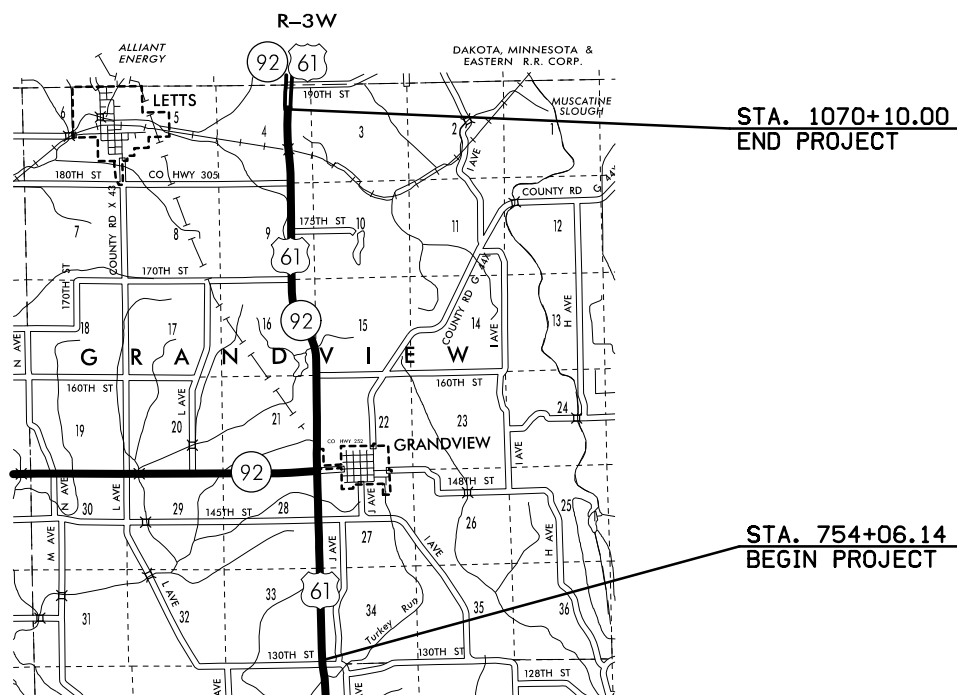 R-3W
ALLIANT
ENERGY
92
61
DAKOTA, MINNESOTA &
EASTERN R.R. CORP.
LETTS
190TH ST
MUSCATINE
SLOUGH
STA. 1070+10.00
END PROJECT
6
5
4
3
2
1
I AVE
180TH ST
CO HWY 305
COUNTY RD X 43
COUNTY RD G 44X
7
8
9
175TH ST
10
11
12
61
170TH ST
170TH ST
COUNTY RD G 44X
N AVE
18
17
16
92
15
14
I AVE
13
H AVE
GRANDVIEW
160TH ST
160TH ST
L AVE
19
20
21
22
23
24
CO HWY 252
GRANDVIEW
I AVE
92
148TH ST
N AVE
L AVE
J AVE
30
29
28
145TH ST
27
26
25
M AVE
J AVE
I AVE
H AVE
STA. 754+06.14
BEGIN PROJECT
L AVE
33
61
34
Turkey Run
35
36
31
32
130TH ST
130TH ST
128TH ST